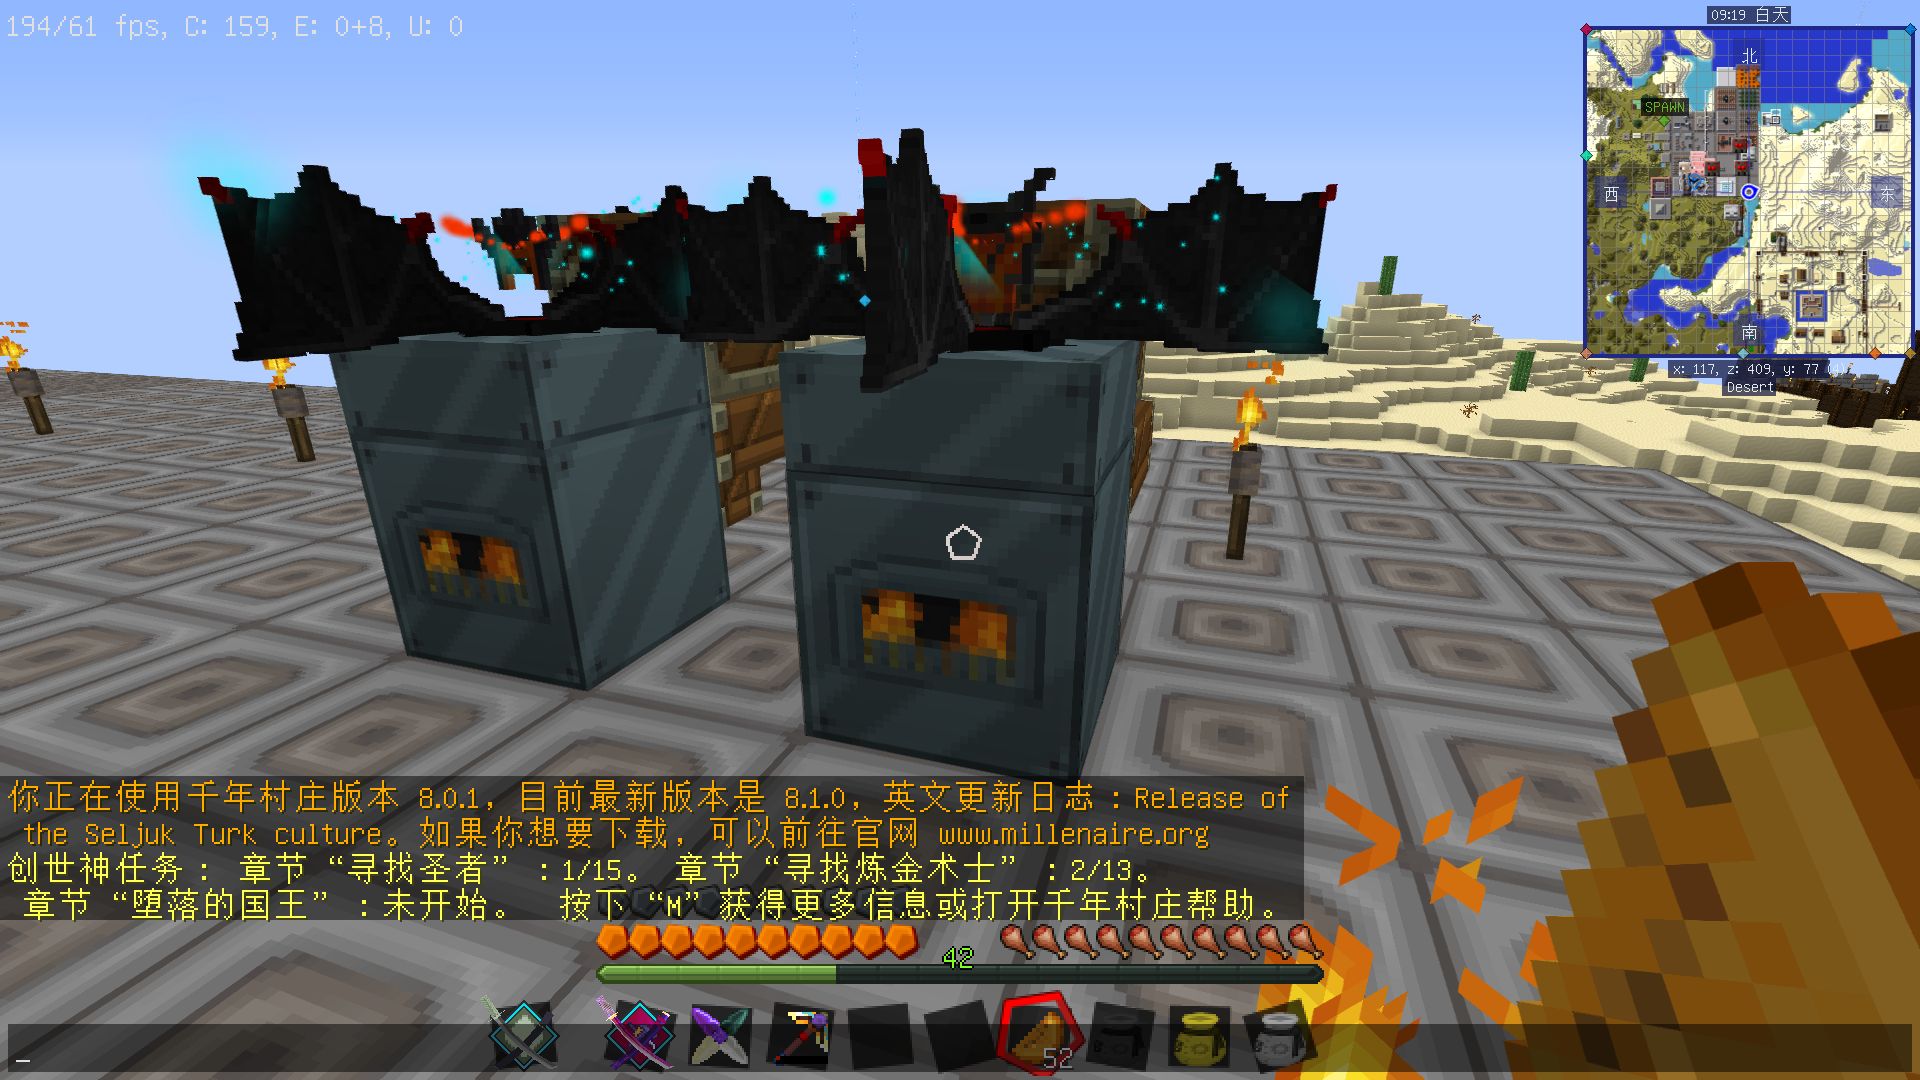 194/61 fps, C: 159, E: 0+8, U: 0
09:19 白天
北
SPAWN
西
东
南
x: 117, z: 409, y: 77
Desert
你正在使用千年村庄版本 8.0.1，目前最新版本是 8.1.0，英文更新日志：Release of
the Seljuk Turk culture。如果你想要下载，可以前往官网 www.millenaire.org
创世神任务： 章节 “寻找圣者” ：1/15。 章节 “寻找炼金术士” ：2/13。
章节 “堕落的国王” ：未开始。 按下 “M” 获得更多信息或打开千年村庄帮助。
42
52
_